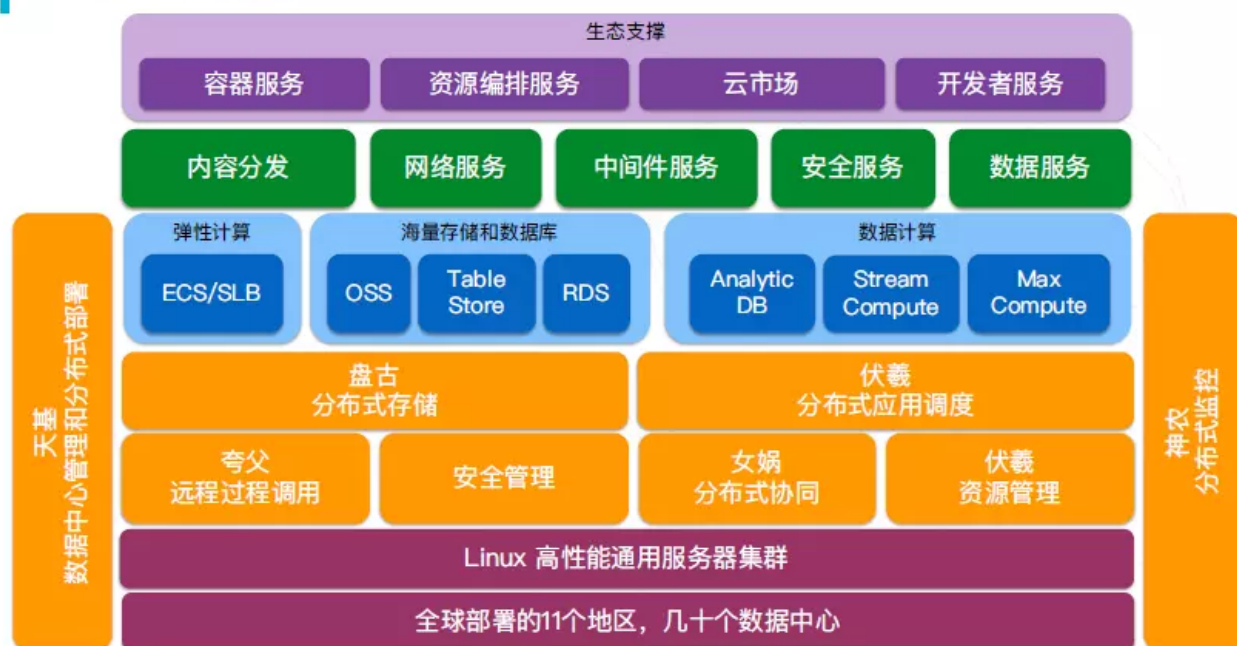 生态支撑
容器服务
资源编排服务
云市场
开发者服务
内容分发
网络服务
中间件服务
安全服务
数据服务
天基
数据中心管理和分布式部署
弹性计算
ECS/SLB
海量存储和数据库
OSS
Table
Store
RDS
数据计算
Analytic
DB
Stream
Compute
Max
Compute
盘古
分布式存储
伏羲
分布式应用调度
夸父
远程过程调用
安全管理
女娲
分布式协同
伏羲
资源管理
神农
分布式监控
Linux 高性能通用服务器集群
全球部署的11个地区，几十个数据中心